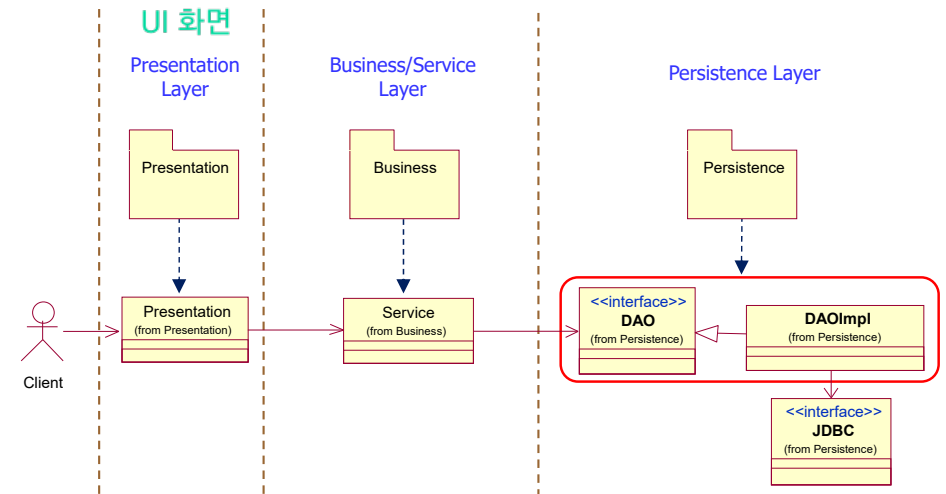 UI 화면
Presentation
Layer
Business/Service
Layer
Persistence Layer
Presentation
Business
Persistence
Client
Presentation
(from Presentation)
Service
(from Business)
<<interface>>
DAO
(from Persistence)
DAOImpl
(from Persistence)
<<interface>>
JDBC
(from Persistence)